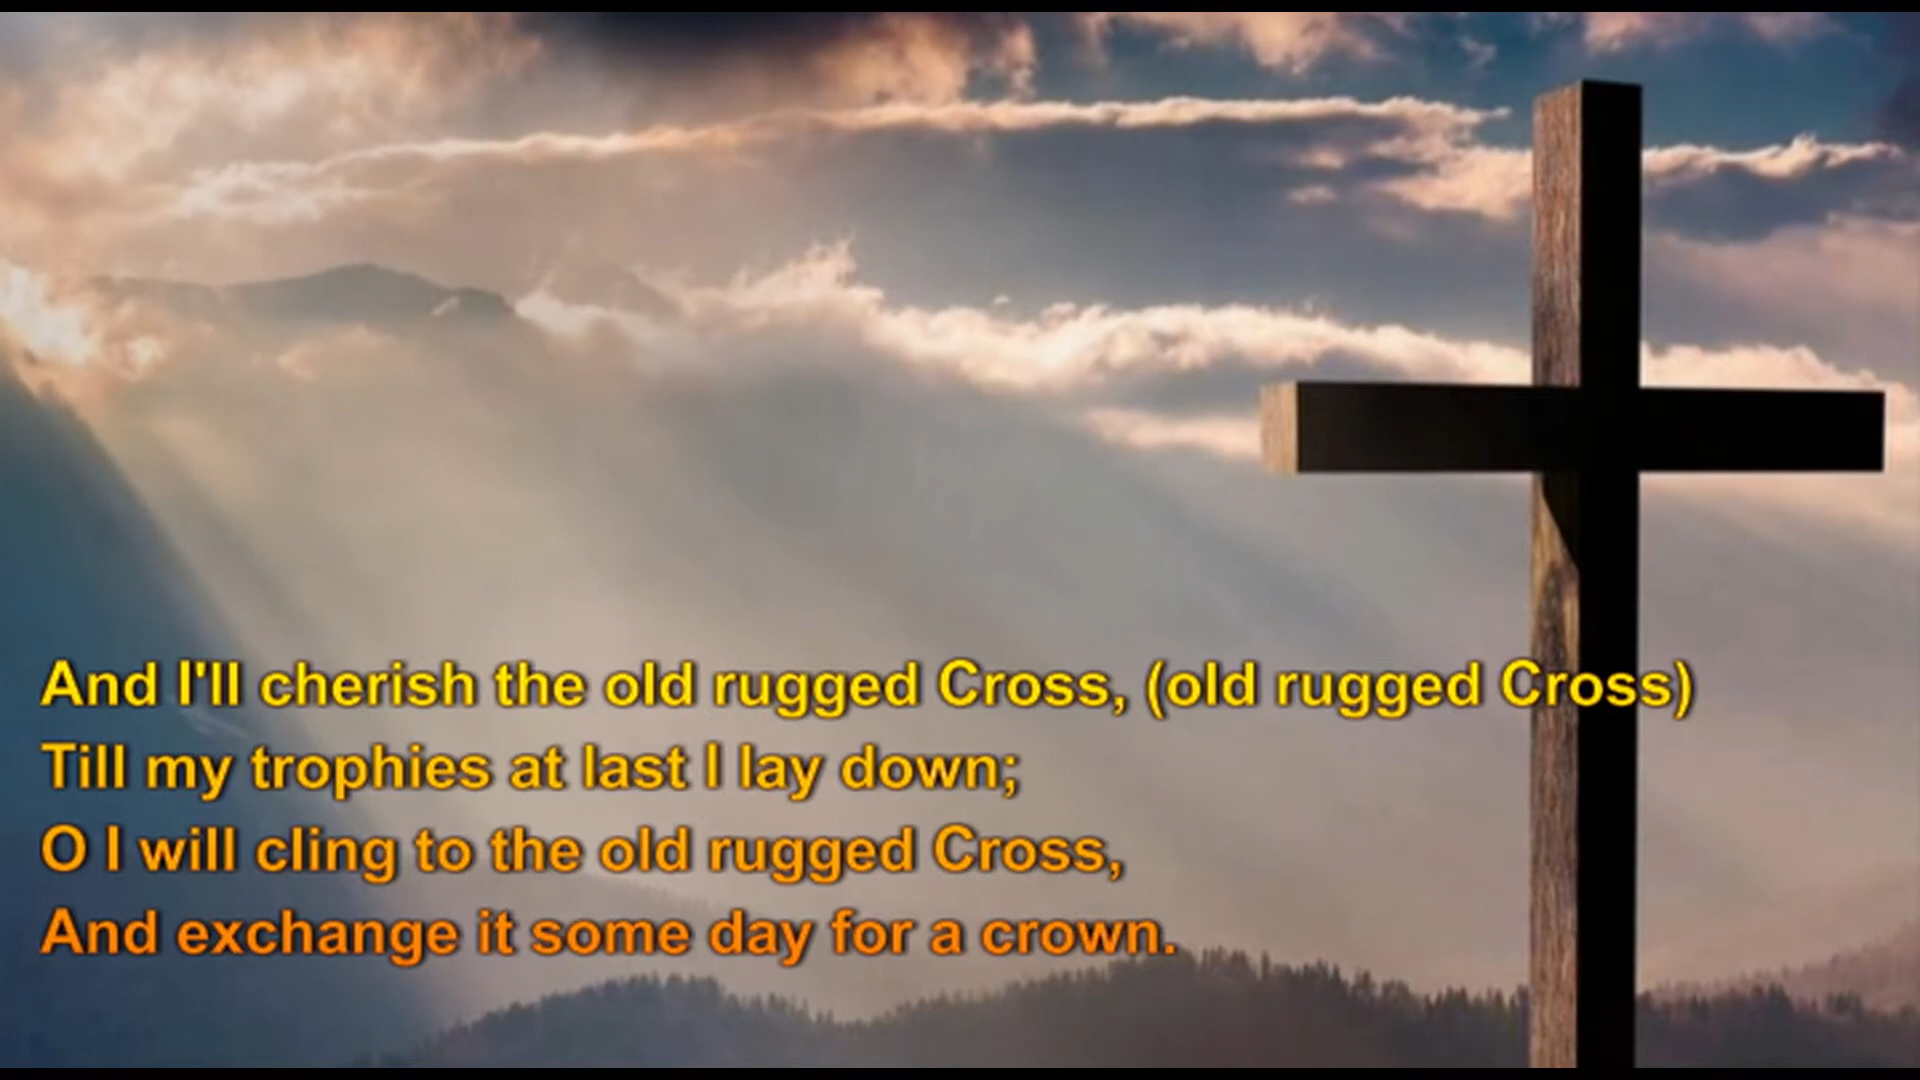 And I'll cherish the old rugged Cross, (old rugged Cross)
Till my trophies at last I lay down;
O I will cling to the old rugged Cross,
And exchange it some day for a crown.